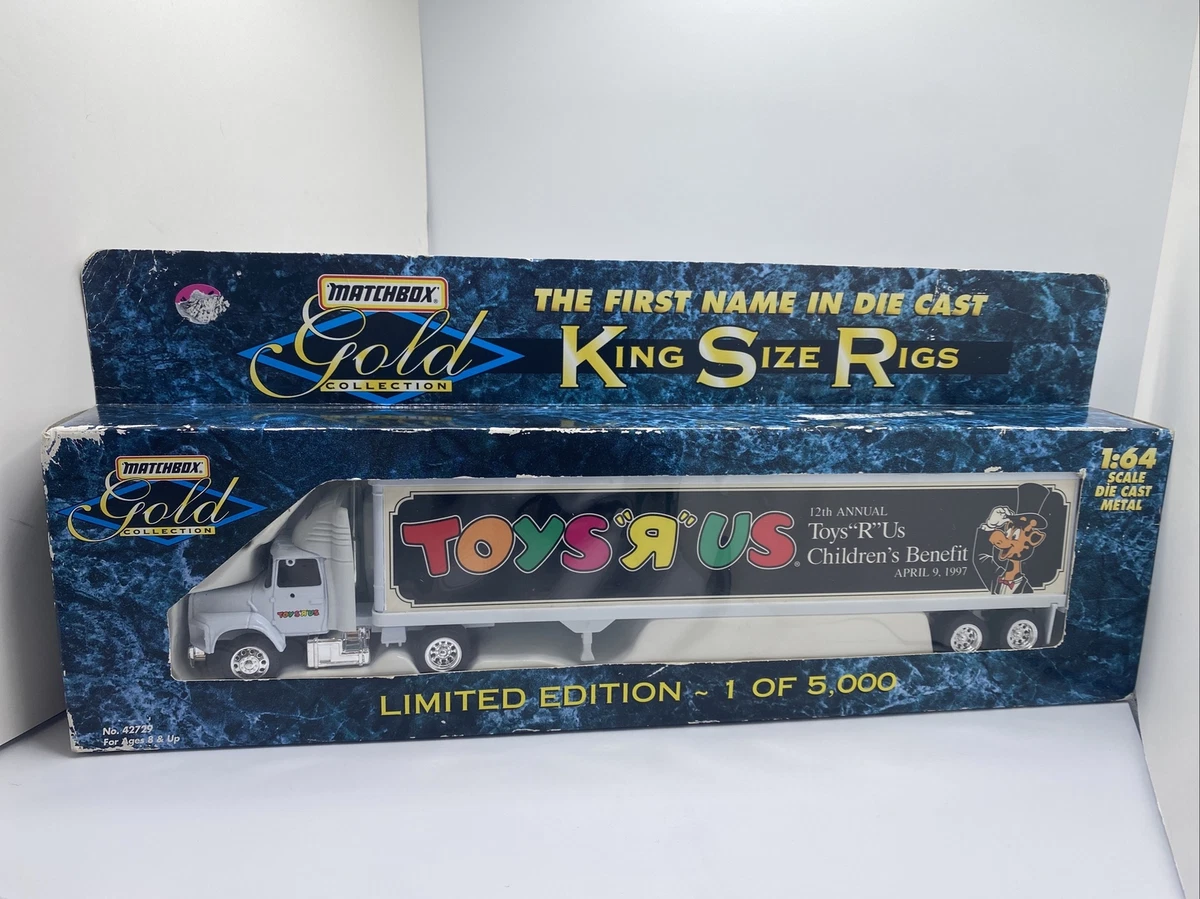 MATCHBOX
Gold
COLLECTION
THE FIRST NAME IN DIE CAST
KING SIZE RIGS
MATCHBOX
Gold
COLLECTION
1:64
SCALE
DIE CAST
METAL
TOYS "R" US
12th ANNUAL
Toys"R"Us
Children's Benefit
APRIL 9, 1997
TOYS"R"US
LIMITED EDITION ~ 1 OF 5,000
No. 42729
For Ages 8 & Up